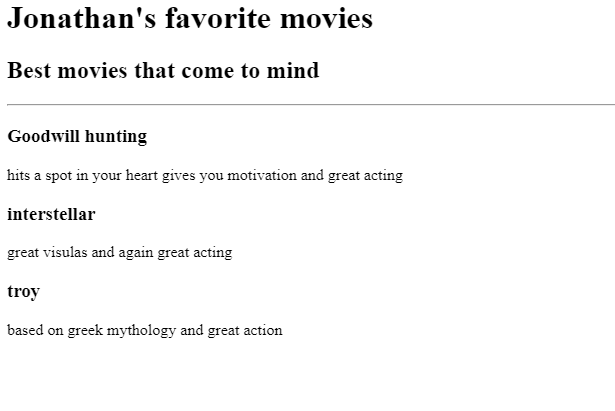 Jonathan's favorite movies
Best movies that come to mind
Goodwill hunting
hits a spot in your heart gives you motivation and great acting
interstellar
great visulas and again great acting
troy
based on greek mythology and great action